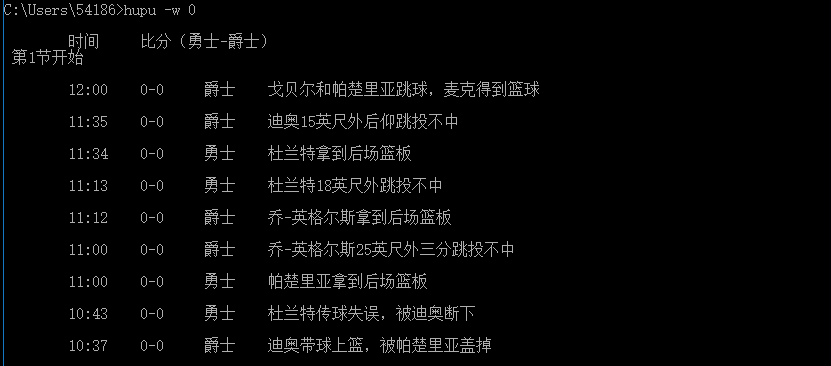 C:\Users\54186>hupu -w 0
时间 比分（勇士-爵士）
第1节开始
12:00 0-0 爵士 戈贝尔和帕楚里亚跳球，麦克得到篮球
11:35 0-0 爵士 迪奥15英尺外后仰跳投不中
11:34 0-0 勇士 杜兰特拿到后场篮板
11:13 0-0 勇士 杜兰特18英尺外跳投不中
11:12 0-0 爵士 乔-英格尔斯拿到后场篮板
11:00 0-0 爵士 乔-英格尔斯25英尺外三分跳投不中
11:00 0-0 勇士 帕楚里亚拿到后场篮板
10:43 0-0 勇士 杜兰特传球失误，被迪奥断下
10:37 0-0 爵士 迪奥带球上篮，被帕楚里亚盖掉